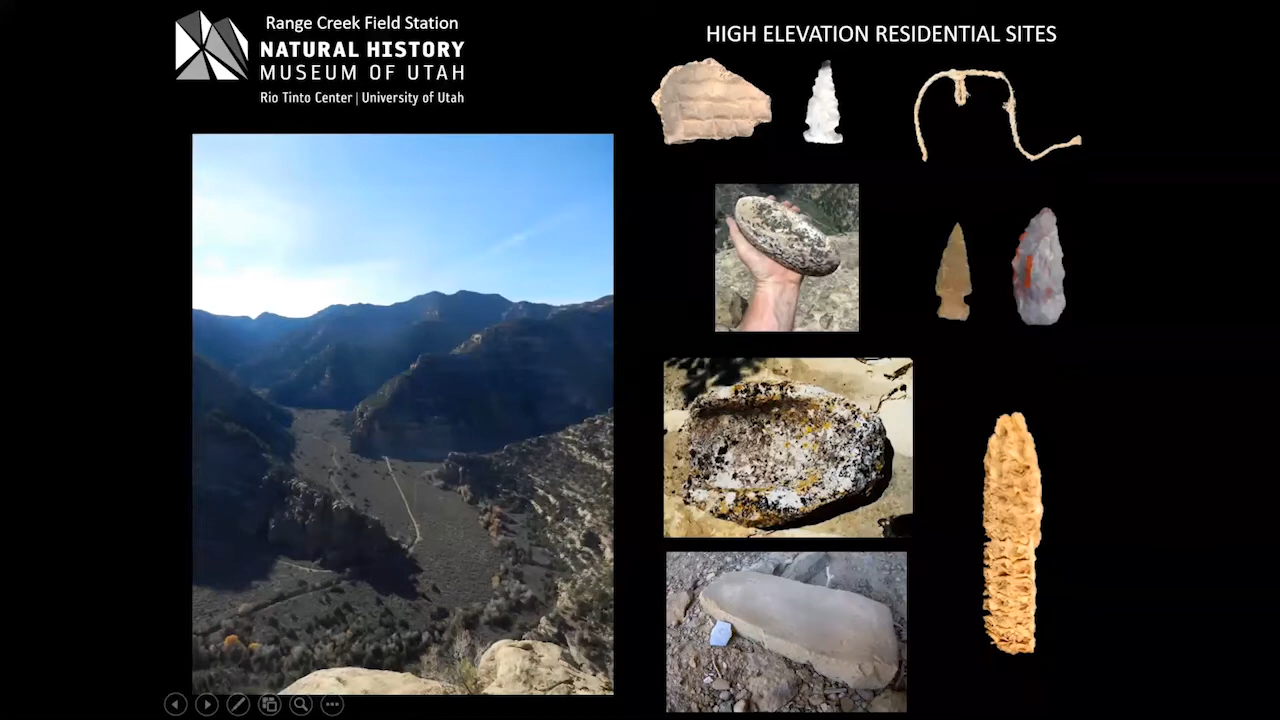 Range Creek Field Station
NATURAL HISTORY
MUSEUM OF UTAH
Rio Tinto Center | University of Utah
HIGH ELEVATION RESIDENTIAL SITES